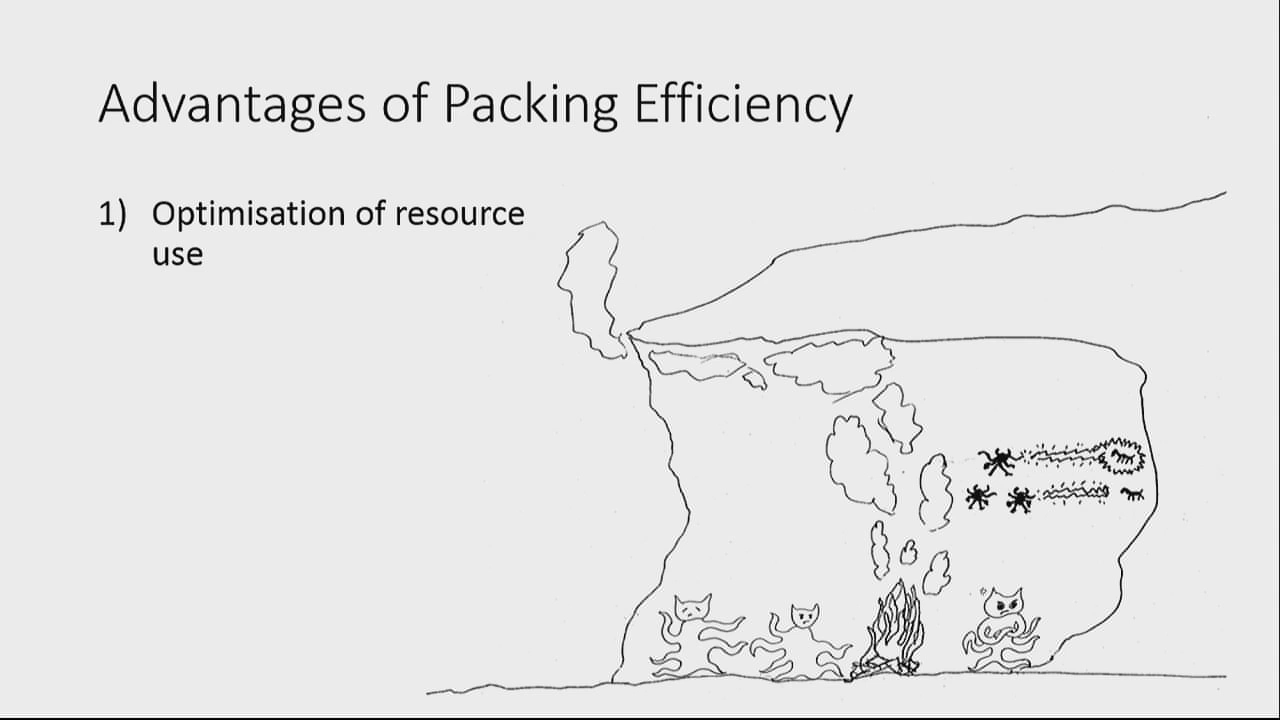 Advantages of Packing Efficiency
1) Optimisation of resource
use